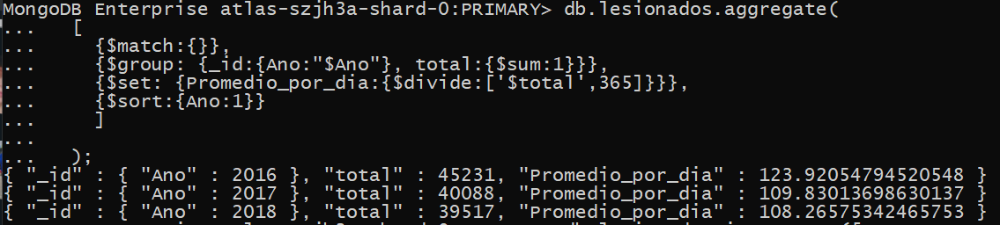 MongoDB Enterprise atlas-szjh3a-shard-0:PRIMARY> db.lesionados.aggregate(
...   [
...     {$match:{}},
...     {$group: {_id:{Ano:"$Ano"}, total:{$sum:1}}},
...     {$set: {Promedio_por_dia:{$divide:['$total',365]}}},
...     {$sort:{Ano:1}}
...     ]
...
...   );
{ "_id" : { "Ano" : 2016 }, "total" : 45231, "Promedio_por_dia" : 123.92054794520548 }
{ "_id" : { "Ano" : 2017 }, "total" : 40088, "Promedio_por_dia" : 109.83013698630137 }
{ "_id" : { "Ano" : 2018 }, "total" : 39517, "Promedio_por_dia" : 108.26575342465753 }